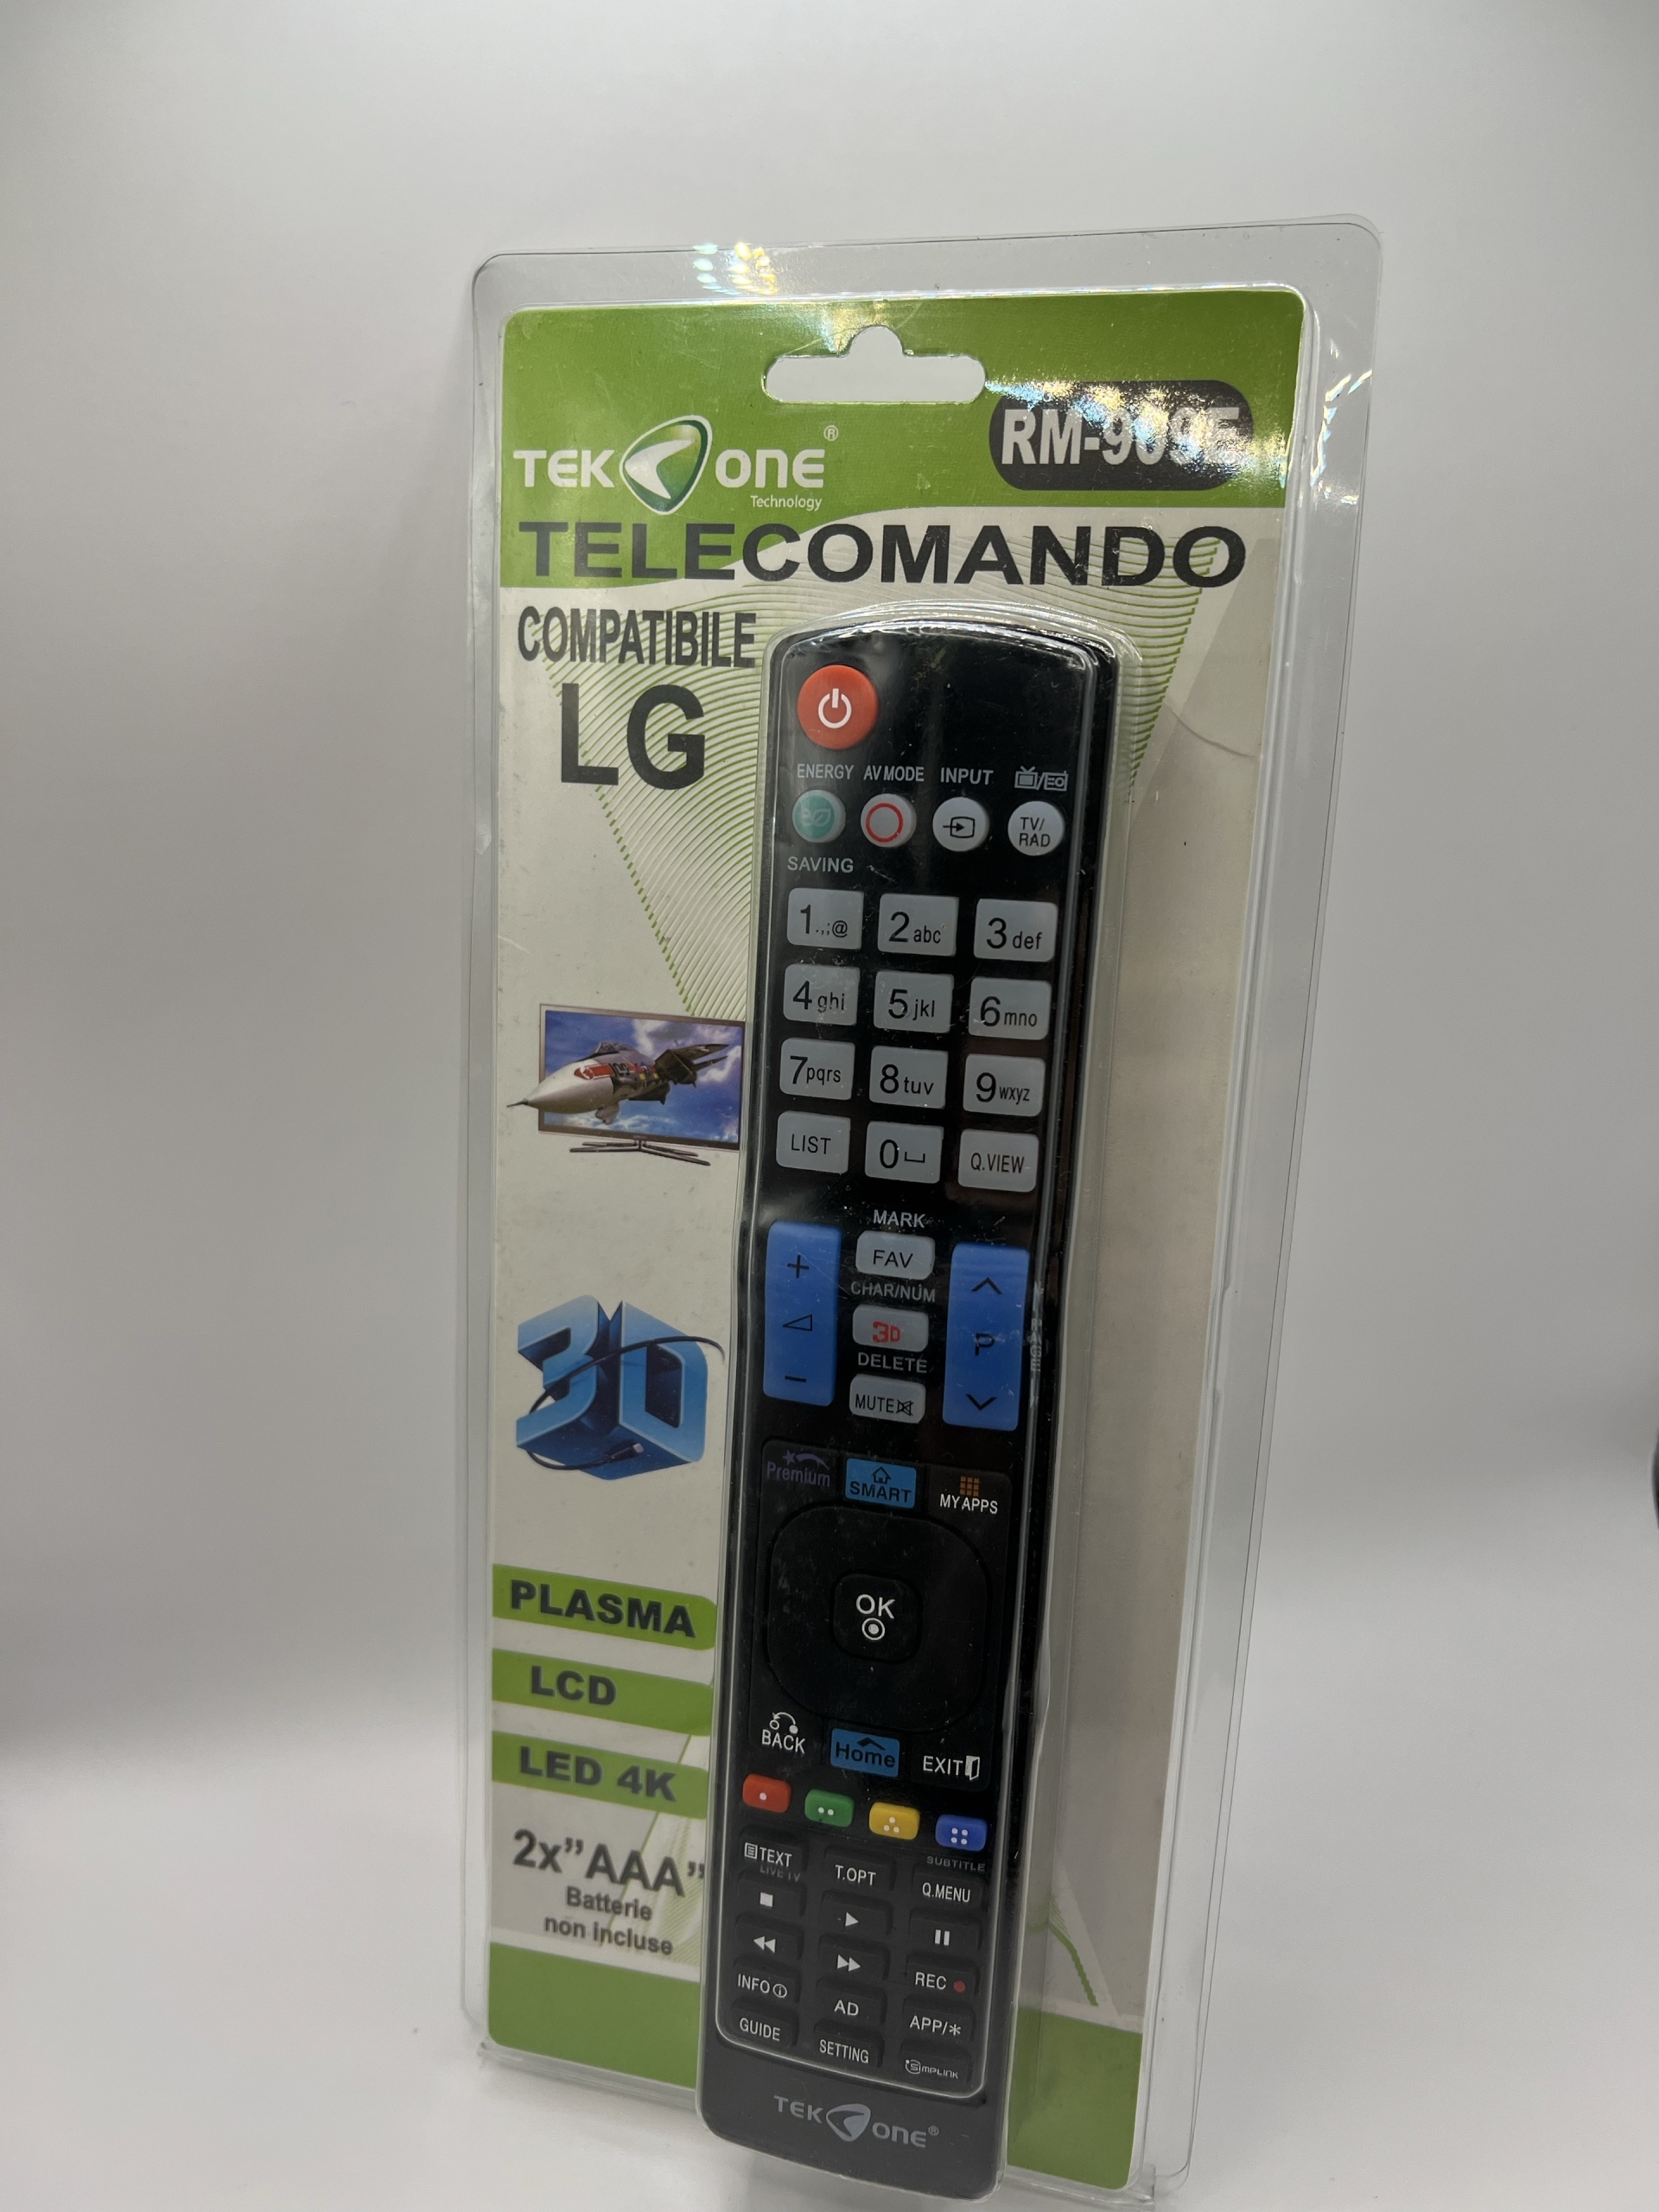 TEK ONE ®
Technology
RM-909E
TELECOMANDO
COMPATIBILE
LG
ENERGY AV MODE INPUT
TV/
RAD
SAVING
1.,;@ 2abc 3def
4ghi 5jkl 6mno
7pqrs 8tuv 9wxyz
LIST 0 Q.VIEW
MARK
+ FAV
CHAR/NUM
3D P
DELETE
- MUTE
3D
Premium SMART MY APPS
OK
PLASMA
LCD
LED 4K
2x"AAA"
Batterie
non incluse
BACK Home EXIT
SUBTITLE
TEXT T.OPT Q.MENU
LIVE TV
REC
INFO AD APP/*
GUIDE SETTING SIMPLINK
TEK ONE ®